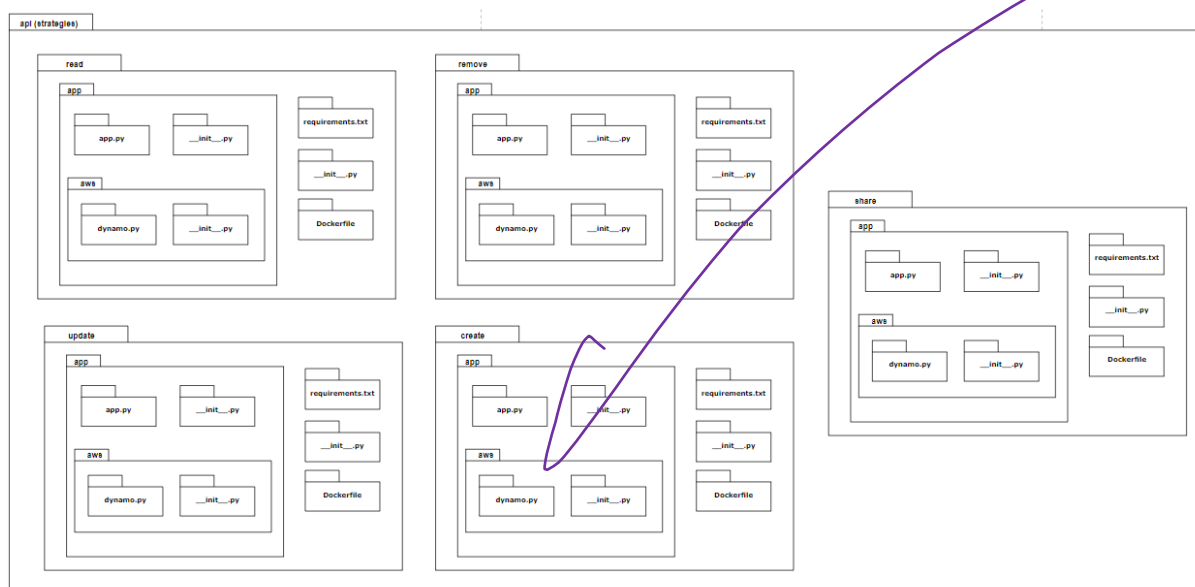 api (strategies)
read
app
app.py
__init__.py
aws
dynamo.py
__init__.py
requirements.txt
__init__.py
Dockerfile
remove
app
app.py
__init__.py
aws
dynamo.py
__init__.py
requirements.txt
__init__.py
Dockerfile
share
app
app.py
__init__.py
aws
dynamo.py
__init__.py
requirements.txt
__init__.py
Dockerfile
update
app
app.py
__init__.py
aws
dynamo.py
__init__.py
requirements.txt
__init__.py
Dockerfile
create
app
app.py
__init__.py
aws
dynamo.py
__init__.py
requirements.txt
__init__.py
Dockerfile